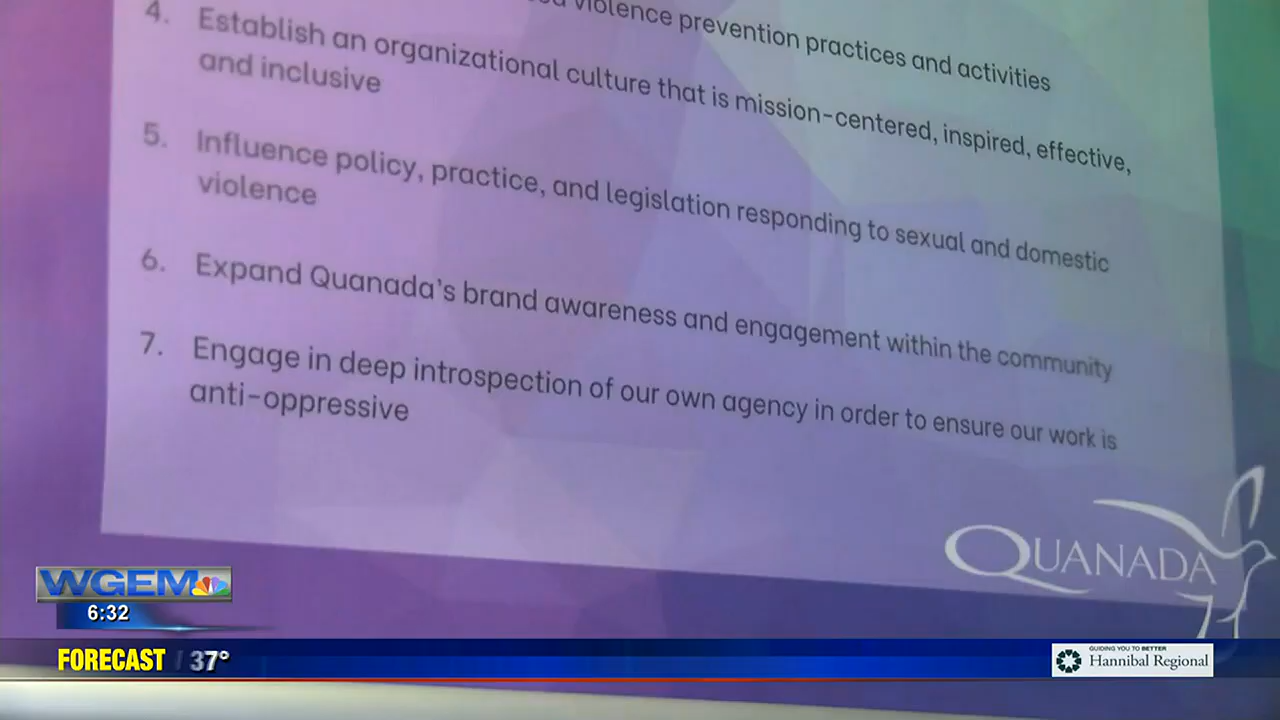 violence prevention practices and activities
4. Establish an organizational culture that is mission-centered, inspired, effective,
and inclusive
5. Influence policy, practice, and legislation responding to sexual and domestic
violence
6. Expand Quanada's brand awareness and engagement within the community
7. Engage in deep introspection of our own agency in order to ensure our work is
anti-oppressive
QUANADA
WGEM
6:32
FORECAST 37°
GUIDING YOU TO BETTER
Hannibal Regional